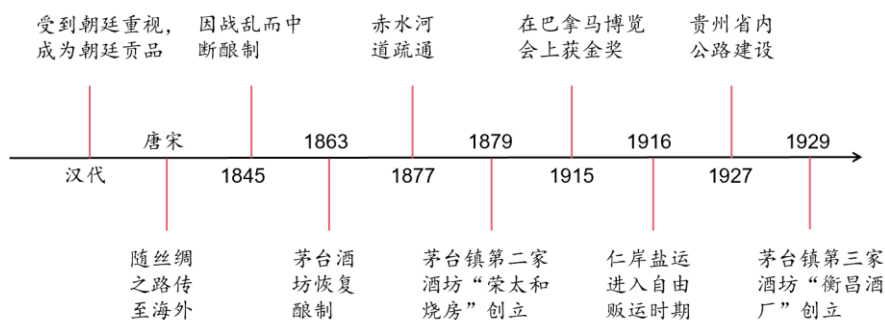 受到朝廷重视，
成为朝廷贡品
因战乱而中
断酿制
赤水河
道疏通
在巴拿马博览
会上获金奖
贵州省内
公路建设
唐宋
1863
1879
1916
1929
汉代
1845
1877
1915
1927
随丝绸
之路传
至海外
茅台酒
坊恢复
酿制
茅台镇第二家
酒坊“荣太和
烧房”创立
仁岸盐运
进入自由
贩运时期
茅台镇第三家
酒坊“衡昌酒
厂”创立